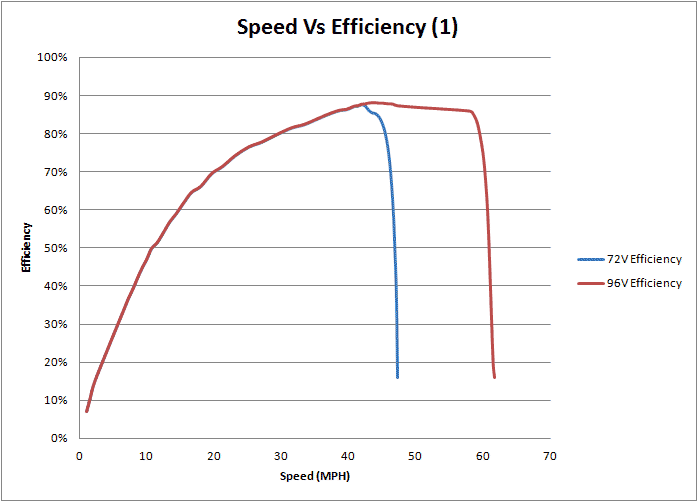 Speed Vs Efficiency (1)
100%
90%
80%
70%
60%
50%
40%
30%
20%
10%
0%
Efficiency
0 10 20 30 40 50 60 70
Speed (MPH)
72V Efficiency
96V Efficiency